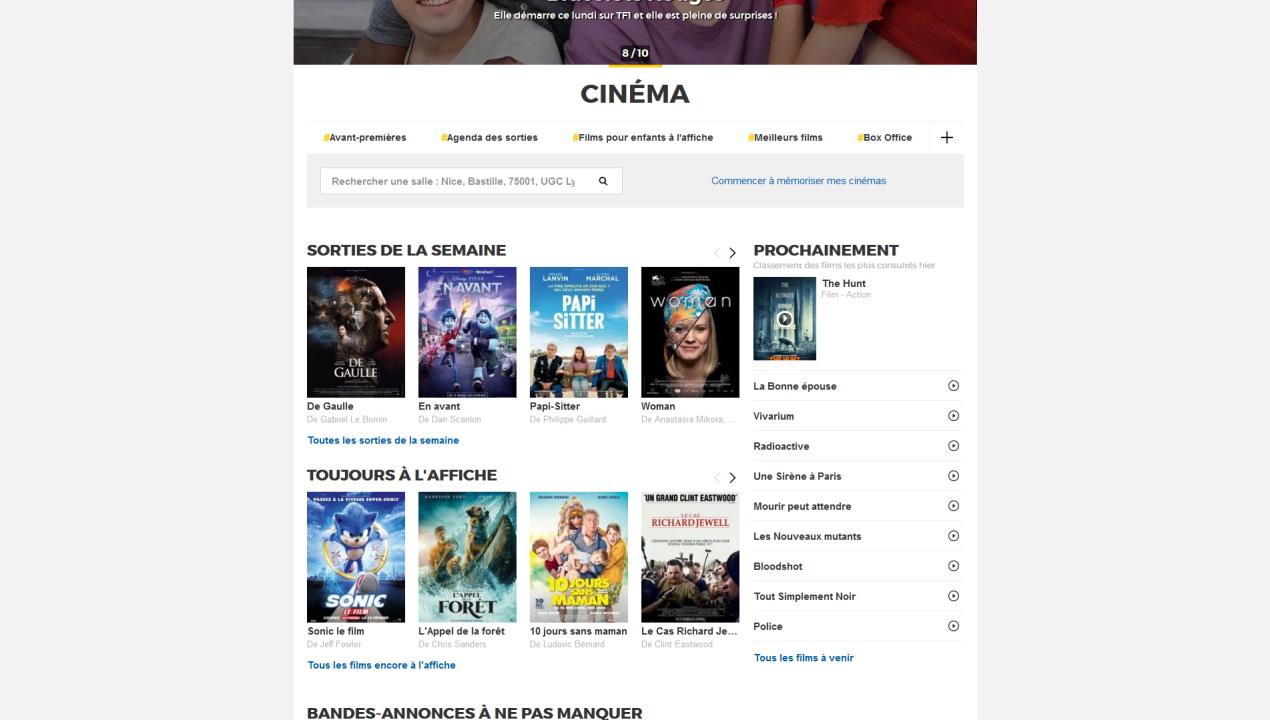 Elle démarre ce lundi sur TF1 et elle est pleine de surprises !
8 / 10
CINÉMA
#Avant-premières #Agenda des sorties #Films pour enfants à l'affiche #Meilleurs films #Box Office
Rechercher une salle : Nice, Bastille, 75001, UGC Ly
Commencer à mémoriser mes cinémas
SORTIES DE LA SEMAINE
DE GAULLE
EN AVANT
LANVIN MARCHAL
PAPi SiTTER
woman
De Gaulle
De Gabriel Le Bomin
En avant
De Dan Scanlon
Papi-Sitter
De Philippe Guillard
Woman
De Anastasia Mikova, ...
Toutes les sorties de la semaine
TOUJOURS À L'AFFICHE
PASSEZ À LA VITESSE SUPER-SONIC
SONIC
LE FILM
HARRISON FORD
L'APPEL
DE LA
FORÊT
10 JOURS
SANS
MAMAN
"UN GRAND CLINT EASTWOOD"
LE CAS
RICHARD JEWELL
Sonic le film
De Jeff Fowler
L'Appel de la forêt
De Chris Sanders
10 jours sans maman
De Ludovic Bernard
Le Cas Richard Je...
De Clint Eastwood
Tous les films encore à l'affiche
PROCHAINEMENT
Classement des films les plus consultés hier
THE
ULTIMATE
The Hunt
Film - Action
La Bonne épouse
Vivarium
Radioactive
Une Sirène à Paris
Mourir peut attendre
Les Nouveaux mutants
Bloodshot
Tout Simplement Noir
Police
Tous les films à venir
BANDES-ANNONCES À NE PAS MANQUER